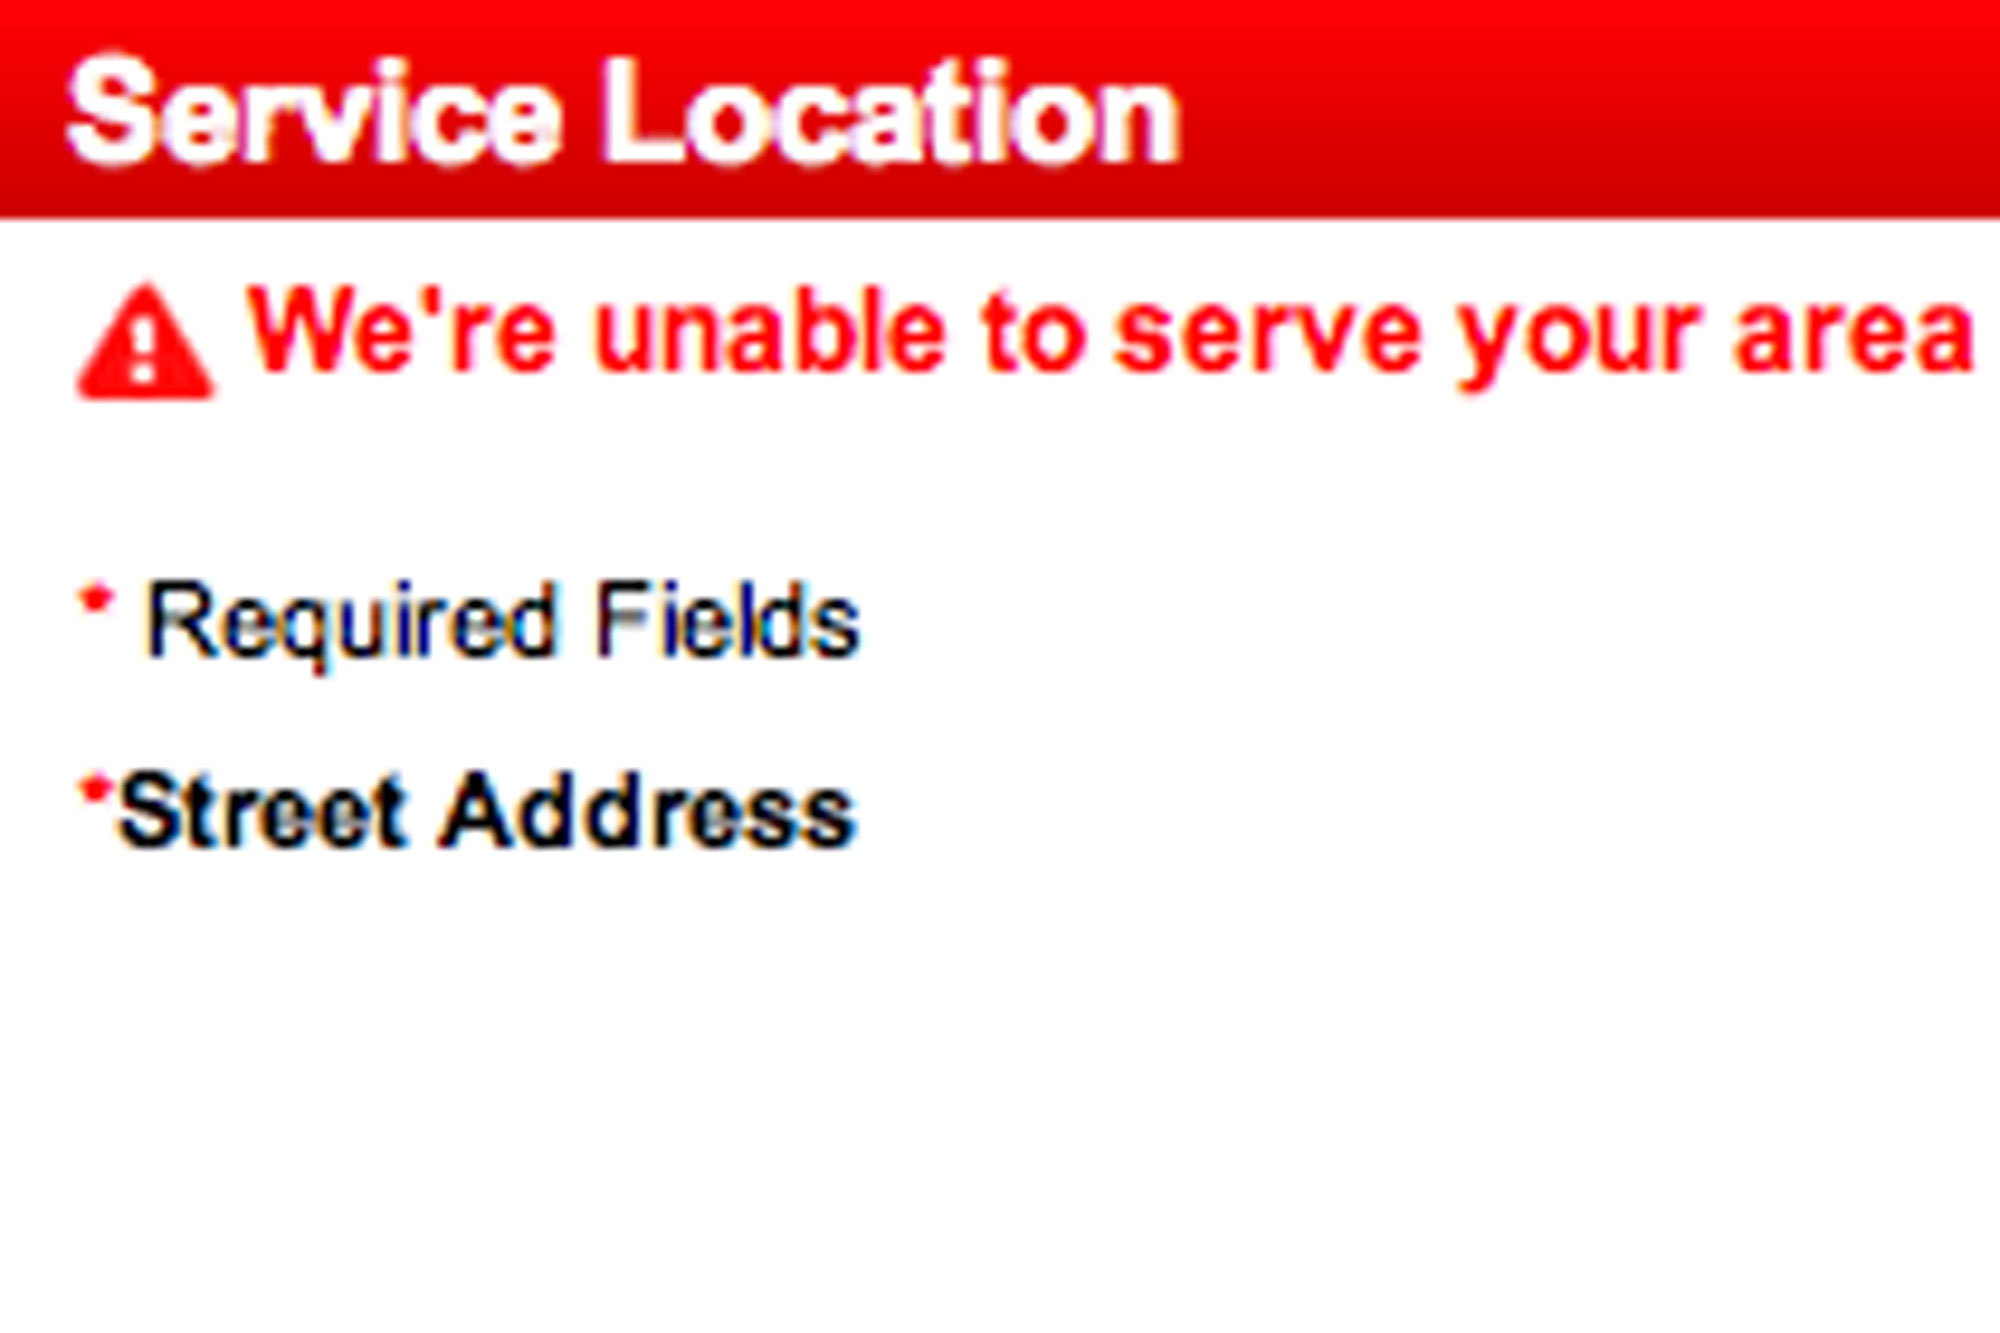 Service Location
We're unable to serve your area
* Required Fields
*Street Address